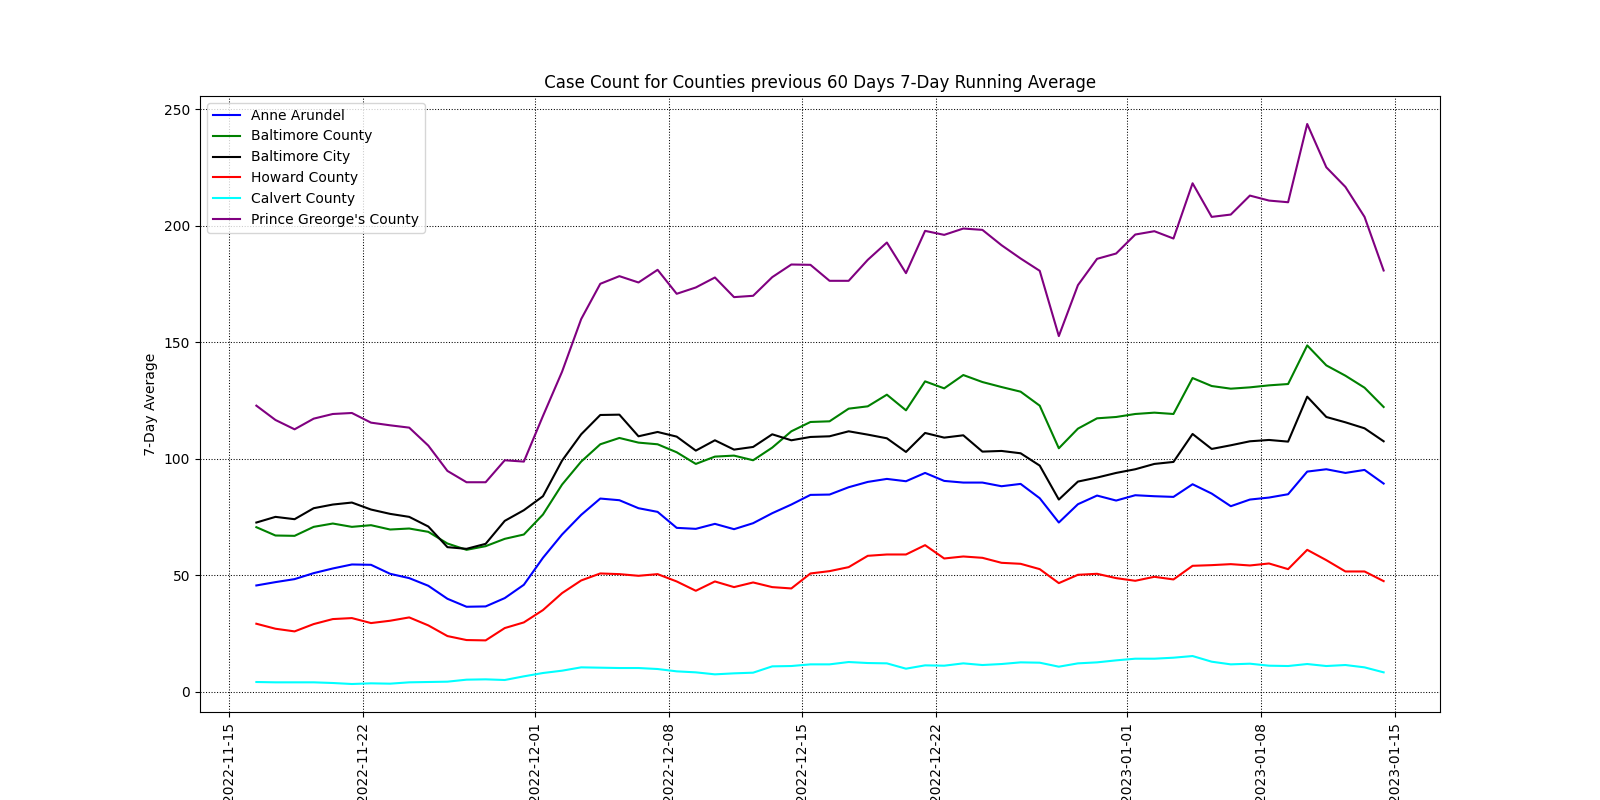 Case Count for Counties previous 60 Days 7-Day Running Average
250
200
150
100
50
0
7-Day Average
Anne Arundel
Baltimore County
Baltimore City
Howard County
Calvert County
Prince Greorge's County
2022-11-15
2022-11-22
2022-12-01
2022-12-08
2022-12-15
2022-12-22
2023-01-01
2023-01-08
2023-01-15